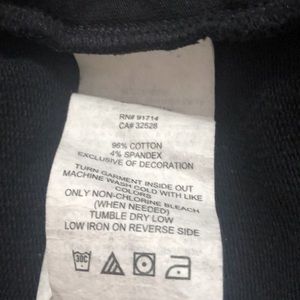 RN# 91714
CA# 32528
96% COTTON
4% SPANDEX
EXCLUSIVE OF DECORATION
TURN GARMENT INSIDE OUT
MACHINE WASH COLD WITH LIKE
COLORS
ONLY NON-CHLORINE BLEACH
(WHEN NEEDED)
TUMBLE DRY LOW
LOW IRON ON REVERSE SIDE
30C